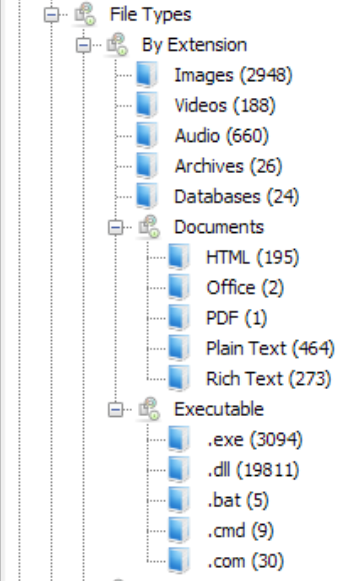 File Types
By Extension
Images (2948)
Videos (188)
Audio (660)
Archives (26)
Databases (24)
Documents
HTML (195)
Office (2)
PDF (1)
Plain Text (464)
Rich Text (273)
Executable
.exe (3094)
.dll (19811)
.bat (5)
.cmd (9)
.com (30)